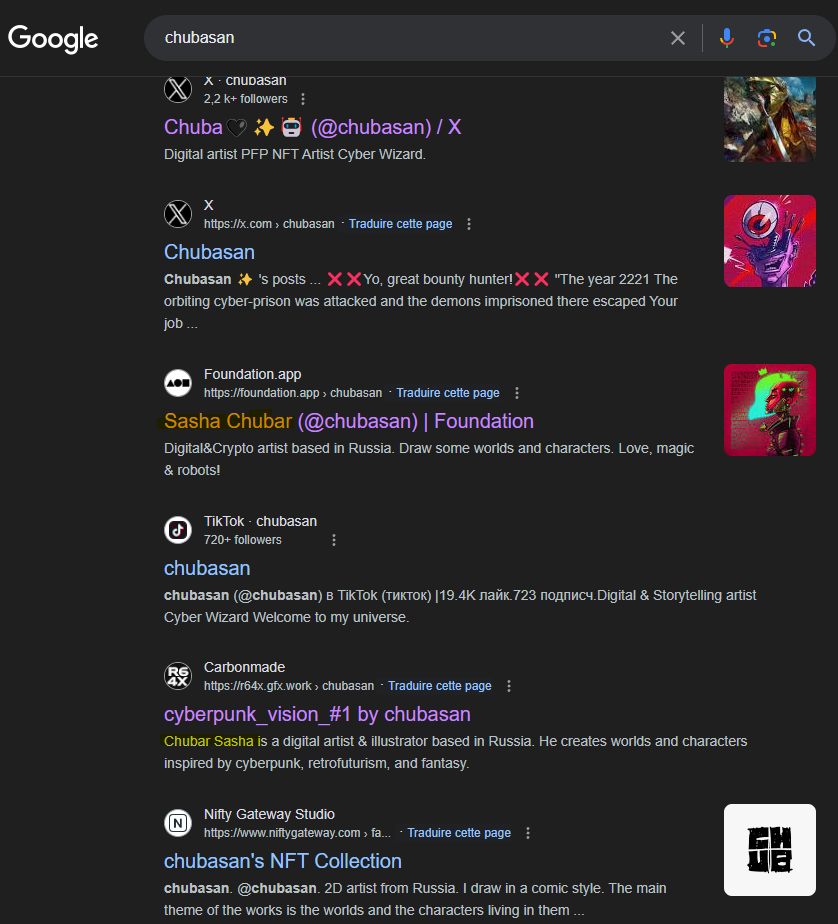 Google
chubasan
X · chubasan
2,2 k+ followers
Chuba🖤✨🤖 (@chubasan) / X
Digital artist PFP NFT Artist Cyber Wizard.
X
https://x.com › chubasan · Traduire cette page
Chubasan
Chubasan ✨ 's posts ... ❌❌Yo, great bounty hunter!❌❌ "The year 2221 The
orbiting cyber-prison was attacked and the demons imprisoned there escaped Your
job ...
Foundation.app
https://foundation.app › chubasan · Traduire cette page
Sasha Chubar (@chubasan) | Foundation
Digital&Crypto artist based in Russia. Draw some worlds and characters. Love, magic
& robots!
TikTok · chubasan
720+ followers
chubasan
chubasan (@chubasan) в TikTok (тикток) |19.4K лайк.723 подписч.Digital & Storytelling artist
Cyber Wizard Welcome to my universe.
R6
4X
Carbonmade
https://r64x.gfx.work › chubasan · Traduire cette page
cyberpunk_vision_#1 by chubasan
Chubar Sasha is a digital artist & illustrator based in Russia. He creates worlds and characters
inspired by cyberpunk, retrofuturism, and fantasy.
N
Nifty Gateway Studio
https://www.niftygateway.com › fa... · Traduire cette page
chubasan's NFT Collection
chubasan. @chubasan. 2D artist from Russia. I draw in a comic style. The main
theme of the works is the worlds and the characters living in them ...
CHUB